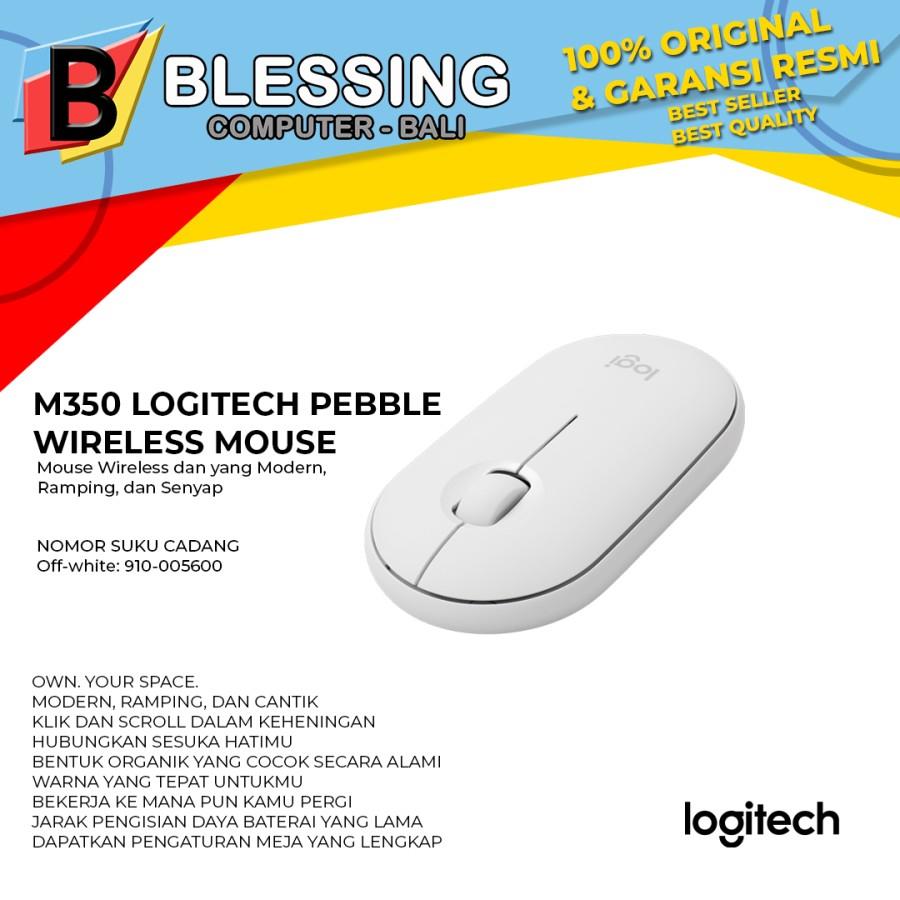 B
BLESSING
COMPUTER - BALI
100% ORIGINAL
& GARANSI RESMI
BEST SELLER
BEST QUALITY
logi
M350 LOGITECH PEBBLE
WIRELESS MOUSE
Mouse Wireless dan yang Modern,
Ramping, dan Senyap
NOMOR SUKU CADANG
Off-white: 910-005600
OWN. YOUR SPACE.
MODERN, RAMPING, DAN CANTIK
KLIK DAN SCROLL DALAM KEHENINGAN
HUBUNGKAN SESUKA HATIMU
BENTUK ORGANIK YANG COCOK SECARA ALAMI
WARNA YANG TEPAT UNTUKMU
BEKERJA KE MANA PUN KAMU PERGI
JARAK PENGISIAN DAYA BATERAI YANG LAMA
DAPATKAN PENGATURAN MEJA YANG LENGKAP
logitech